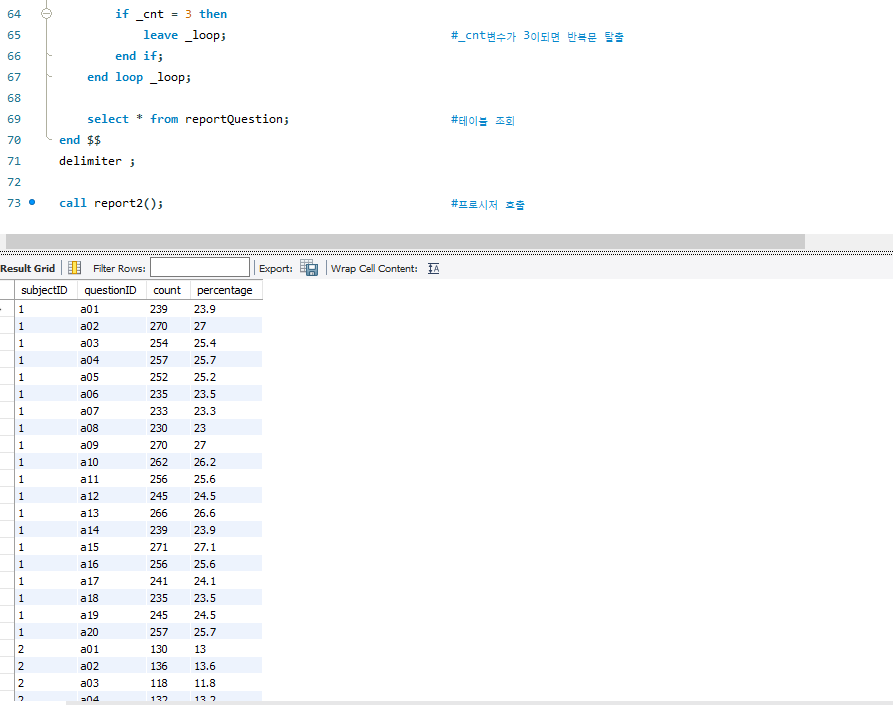 64 if _cnt = 3 then
65 leave _loop; #_cnt변수가 3이되면 반복문 탈출
66 end if;
67 end loop _loop;
68
69 select * from reportQuestion; #테이블 조회
70 end $$
71 delimiter ;
72
73 call report2(); #프로시저 호출
Result Grid Filter Rows: Export: Wrap Cell Content:
subjectID questionID count percentage
1 a01 239 23.9
1 a02 270 27
1 a03 254 25.4
1 a04 257 25.7
1 a05 252 25.2
1 a06 235 23.5
1 a07 233 23.3
1 a08 230 23
1 a09 270 27
1 a10 262 26.2
1 a11 256 25.6
1 a12 245 24.5
1 a13 266 26.6
1 a14 239 23.9
1 a15 271 27.1
1 a16 256 25.6
1 a17 241 24.1
1 a18 235 23.5
1 a19 245 24.5
1 a20 257 25.7
2 a01 130 13
2 a02 136 13.6
2 a03 118 11.8
2 a04 132 13.2